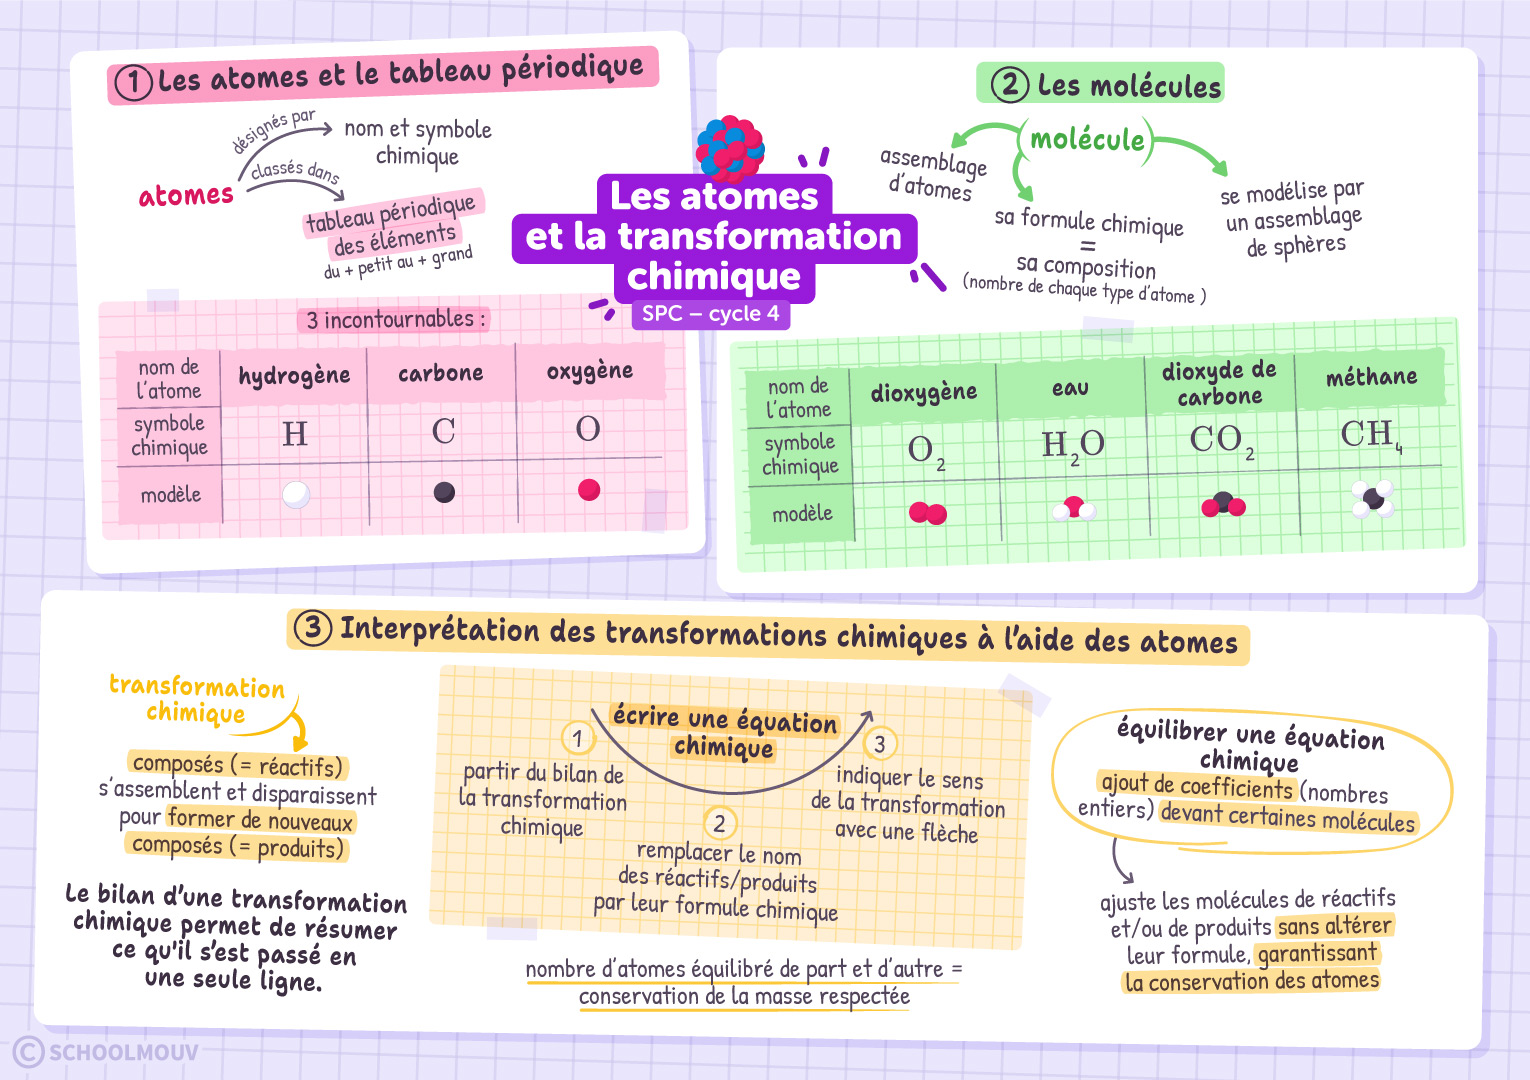 Les atomes
et la transformation
chimique
SPC – cycle 4
1 Les atomes et le tableau périodique
atomes
désignés par
nom et symbole
chimique
classés dans
tableau périodique
des éléments
du + petit au + grand
3 incontournables :
nom de
l'atome
hydrogène
carbone
oxygène
symbole
chimique
H
C
O
modèle
2 Les molécules
molécule
assemblage
d'atomes
sa formule chimique
=
sa composition
(nombre de chaque type d'atome )
se modélise par
un assemblage
de sphères
nom de
l'atome
dioxygène
eau
dioxyde de
carbone
méthane
symbole
chimique
O₂
H₂O
CO₂
CH₄
modèle
3 Interprétation des transformations chimiques à l'aide des atomes
transformation
chimique
composés (= réactifs)
s'assemblent et disparaissent
pour former de nouveaux
composés (= produits)
Le bilan d'une transformation
chimique permet de résumer
ce qu'il s'est passé en
une seule ligne.
écrire une équation
chimique
1
partir du bilan de
la transformation
chimique
2
remplacer le nom
des réactifs/produits
par leur formule chimique
3
indiquer le sens
de la transformation
avec une flèche
nombre d'atomes équilibré de part et d'autre =
conservation de la masse respectée
équilibrer une équation
chimique
ajout de coefficients (nombres
entiers) devant certaines molécules
ajuste les molécules de réactifs
et/ou de produits sans altérer
leur formule, garantissant
la conservation des atomes
© SCHOOLMOUV